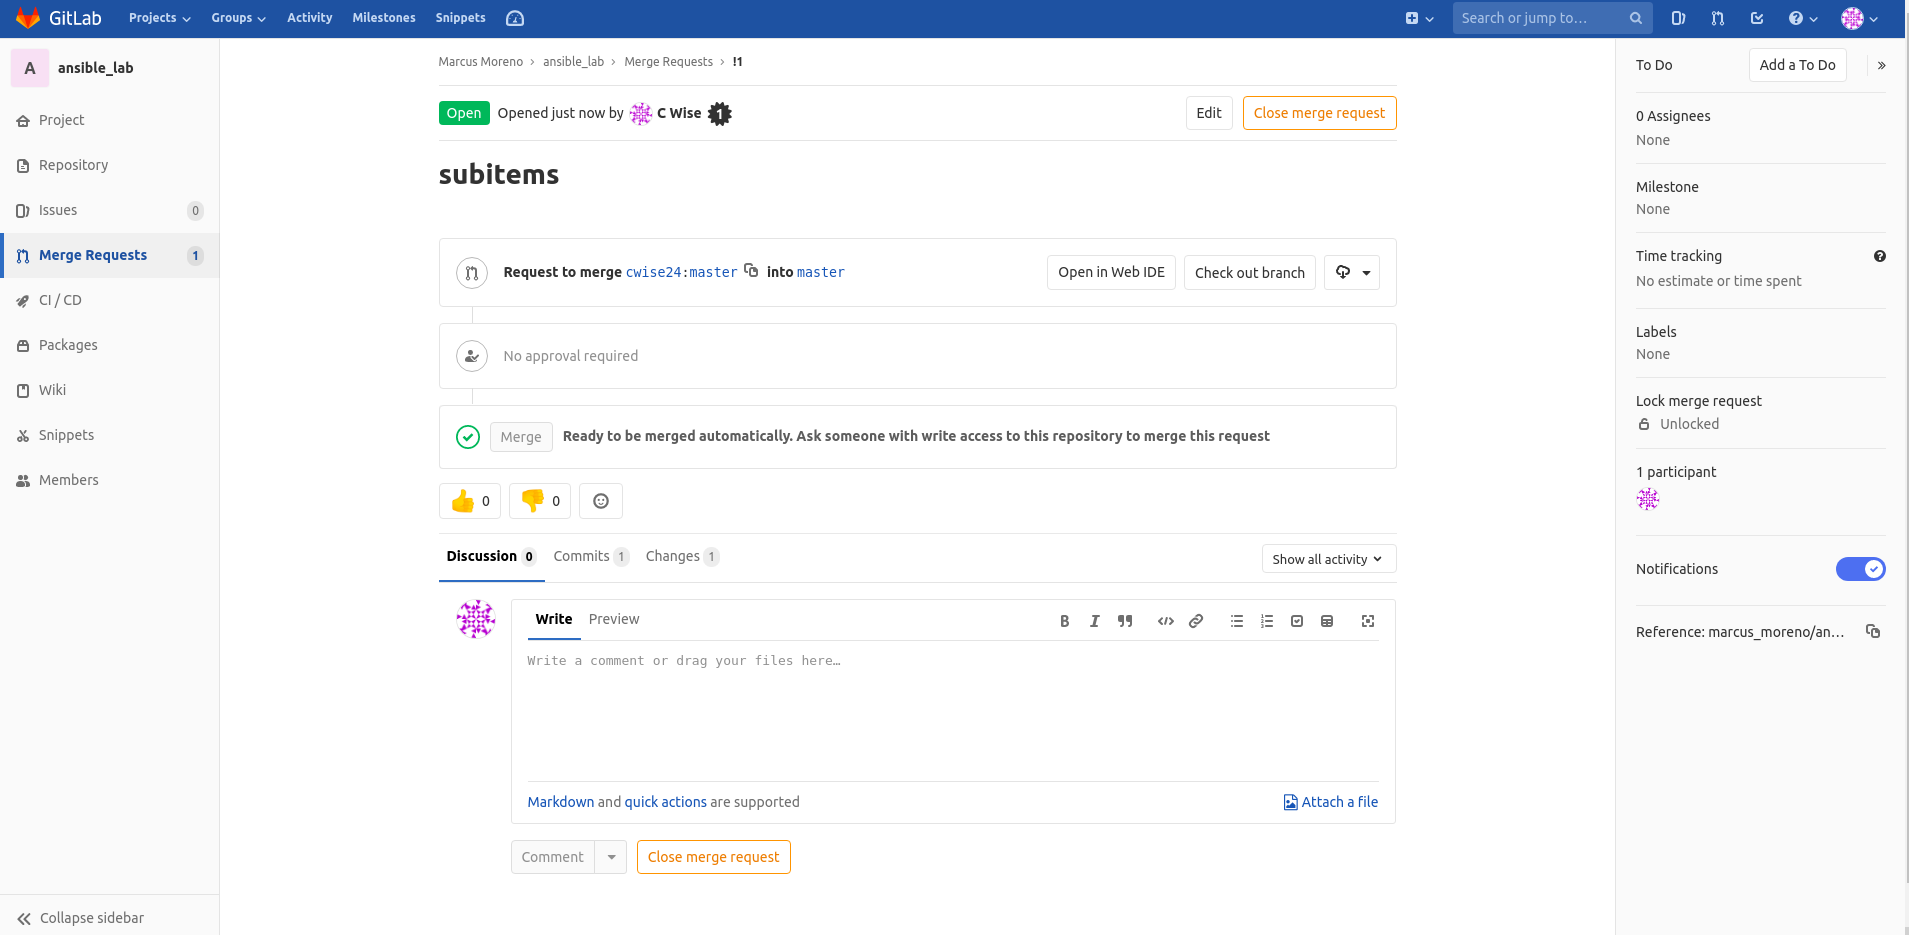 GitLab Projects Groups Activity Milestones Snippets Search or jump to…
A ansible_lab
Project
Repository
Issues 0
Merge Requests 1
CI / CD
Packages
Wiki
Snippets
Members
Collapse sidebar
Marcus Moreno › ansible_lab › Merge Requests › !1
Open Opened just now by C Wise 1 Edit Close merge request
subitems
Request to merge cwise24:master into master Open in Web IDE Check out branch
No approval required
Merge Ready to be merged automatically. Ask someone with write access to this repository to merge this request
0 0
Discussion 0 Commits 1 Changes 1 Show all activity
Write Preview
Write a comment or drag your files here…
Markdown and quick actions are supported Attach a file
Comment Close merge request
To Do Add a To Do »
0 Assignees
None
Milestone
None
Time tracking
No estimate or time spent
Labels
None
Lock merge request
Unlocked
1 participant
Notifications
Reference: marcus_moreno/an…